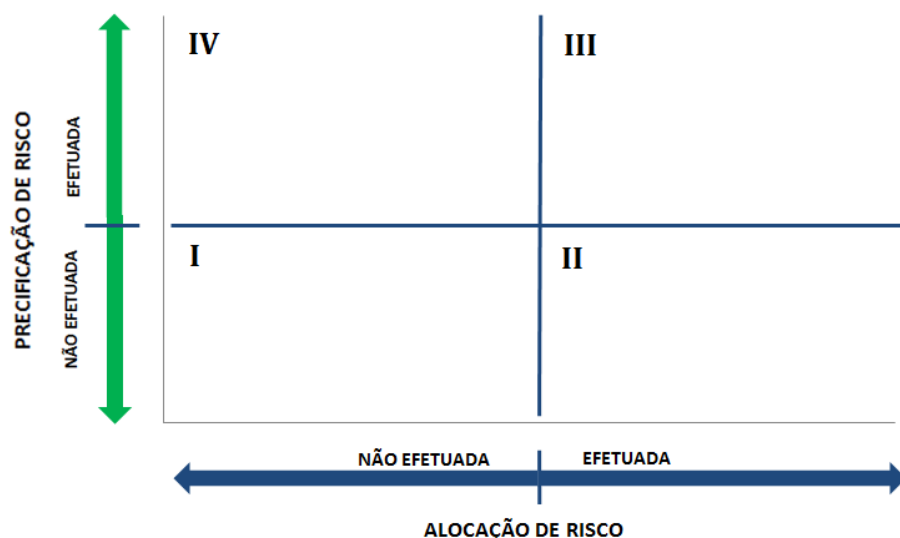 IV
III
PRECIFICAÇÃO DE RISCO
EFETUADA
NÃO EFETUADA
I
II
NÃO EFETUADA
EFETUADA
ALOCAÇÃO DE RISCO